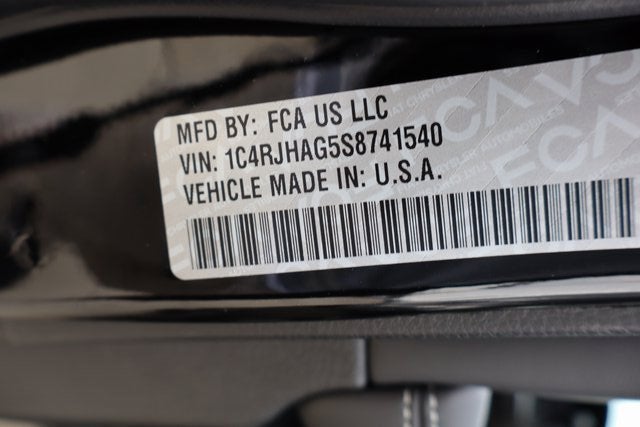 MFD BY: FCA US LLC
VIN: 1C4RJHAG5S8741540
VEHICLE MADE IN: U.S.A.